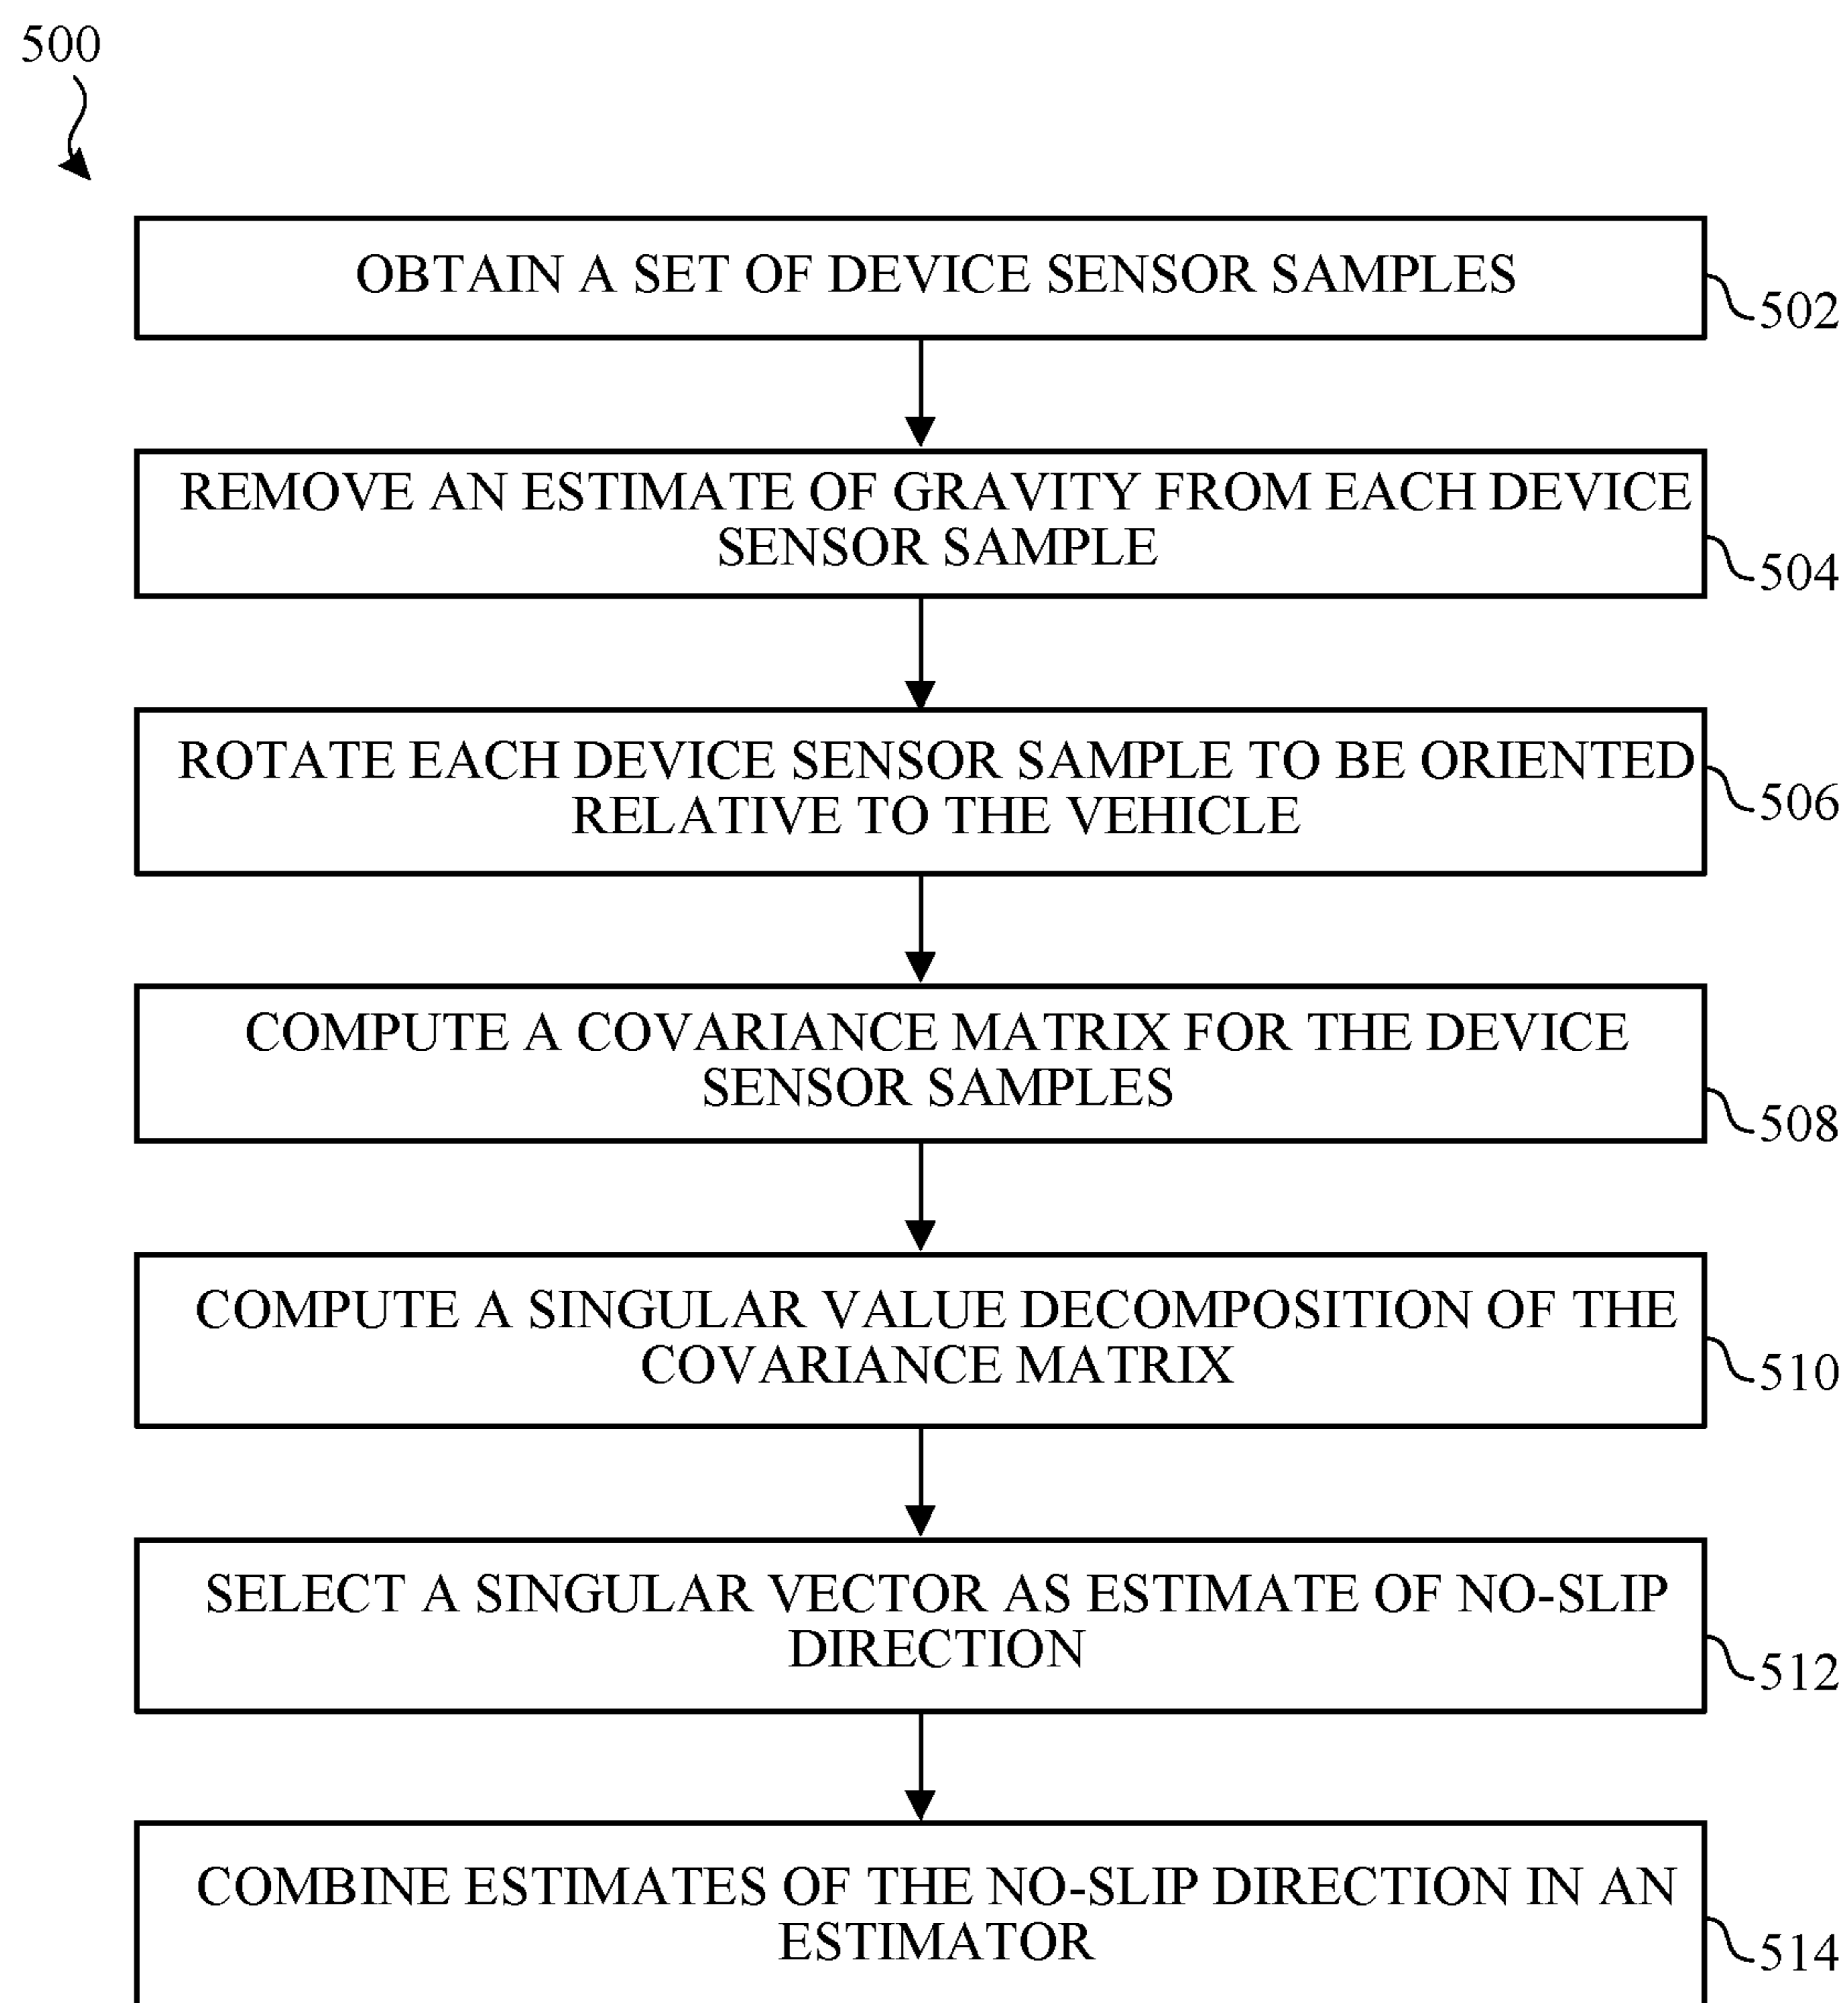 500
OBTAIN A SET OF DEVICE SENSOR SAMPLES
502
REMOVE AN ESTIMATE OF GRAVITY FROM EACH DEVICE
SENSOR SAMPLE
504
ROTATE EACH DEVICE SENSOR SAMPLE TO BE ORIENTED
RELATIVE TO THE VEHICLE
506
COMPUTE A COVARIANCE MATRIX FOR THE DEVICE
SENSOR SAMPLES
508
COMPUTE A SINGULAR VALUE DECOMPOSITION OF THE
COVARIANCE MATRIX
510
SELECT A SINGULAR VECTOR AS ESTIMATE OF NO-SLIP
DIRECTION
512
COMBINE ESTIMATES OF THE NO-SLIP DIRECTION IN AN
ESTIMATOR
514